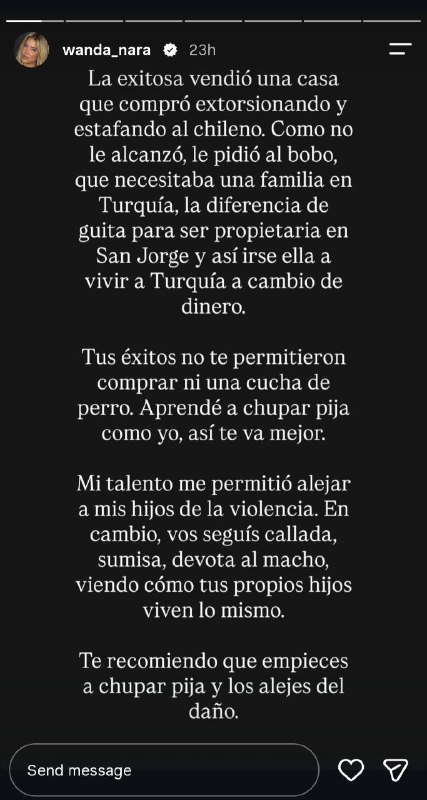 wanda_nara 23h
La exitosa vendió una casa
que compró extorsionando y
estafando al chileno. Como no
le alcanzó, le pidió al bobo,
que necesitaba una familia en
Turquía, la diferencia de
guita para ser propietaria en
San Jorge y así irse ella a
vivir a Turquía a cambio de
dinero.
Tus éxitos no te permitieron
comprar ni una cucha de
perro. Aprendé a chupar pija
como yo, así te va mejor.
Mi talento me permitió alejar
a mis hijos de la violencia. En
cambio, vos seguís callada,
sumisa, devota al macho,
viendo cómo tus propios hijos
viven lo mismo.
Te recomiendo que empieces
a chupar pija y los alejes del
daño.
Send message